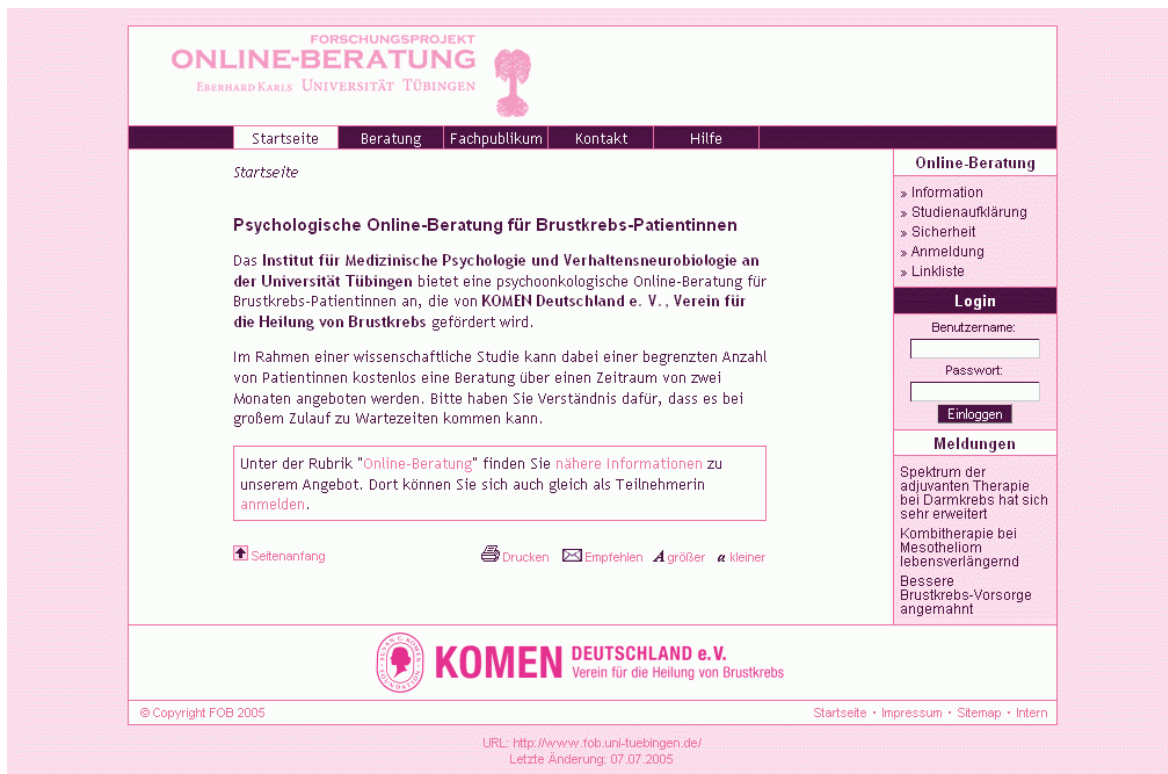 FORSCHUNGSPROJEKT
ONLINE-BERATUNG
EBERHARD KARLS UNIVERSITÄT TÜBINGEN
Startseite Beratung Fachpublikum Kontakt Hilfe
Startseite
Psychologische Online-Beratung für Brustkrebs-Patientinnen
Das Institut für Medizinische Psychologie und Verhaltensneurobiologie an
der Universität Tübingen bietet eine psychoonkologische Online-Beratung für
Brustkrebs-Patientinnen an, die von KOMEN Deutschland e. V., Verein für
die Heilung von Brustkrebs gefördert wird.
Im Rahmen einer wissenschaftliche Studie kann dabei einer begrenzten Anzahl
von Patientinnen kostenlos eine Beratung über einen Zeitraum von zwei
Monaten angeboten werden. Bitte haben Sie Verständnis dafür, dass es bei
großem Zulauf zu Wartezeiten kommen kann.
Unter der Rubrik "Online-Beratung" finden Sie nähere Informationen zu
unserem Angebot. Dort können Sie sich auch gleich als Teilnehmerin
anmelden.
Seitenanfang Drucken Empfehlen A größer a kleiner
Online-Beratung
» Information
» Studienaufklärung
» Sicherheit
» Anmeldung
» Linkliste
Login
Benutzername:
Passwort:
Einloggen
Meldungen
Spektrum der
adjuvanten Therapie
bei Darmkrebs hat sich
sehr erweitert
Kombitherapie bei
Mesotheliom
lebensverlängernd
Bessere
Brustkrebs-Vorsorge
angemahnt
SUSAN G. KOMEN FOUNDATION
KOMEN DEUTSCHLAND e.V.
Verein für die Heilung von Brustkrebs
© Copyright FOB 2005
Startseite · Impressum · Sitemap · Intern
URL: http://www.fob.uni-tuebingen.de/
Letzte Änderung: 07.07.2005